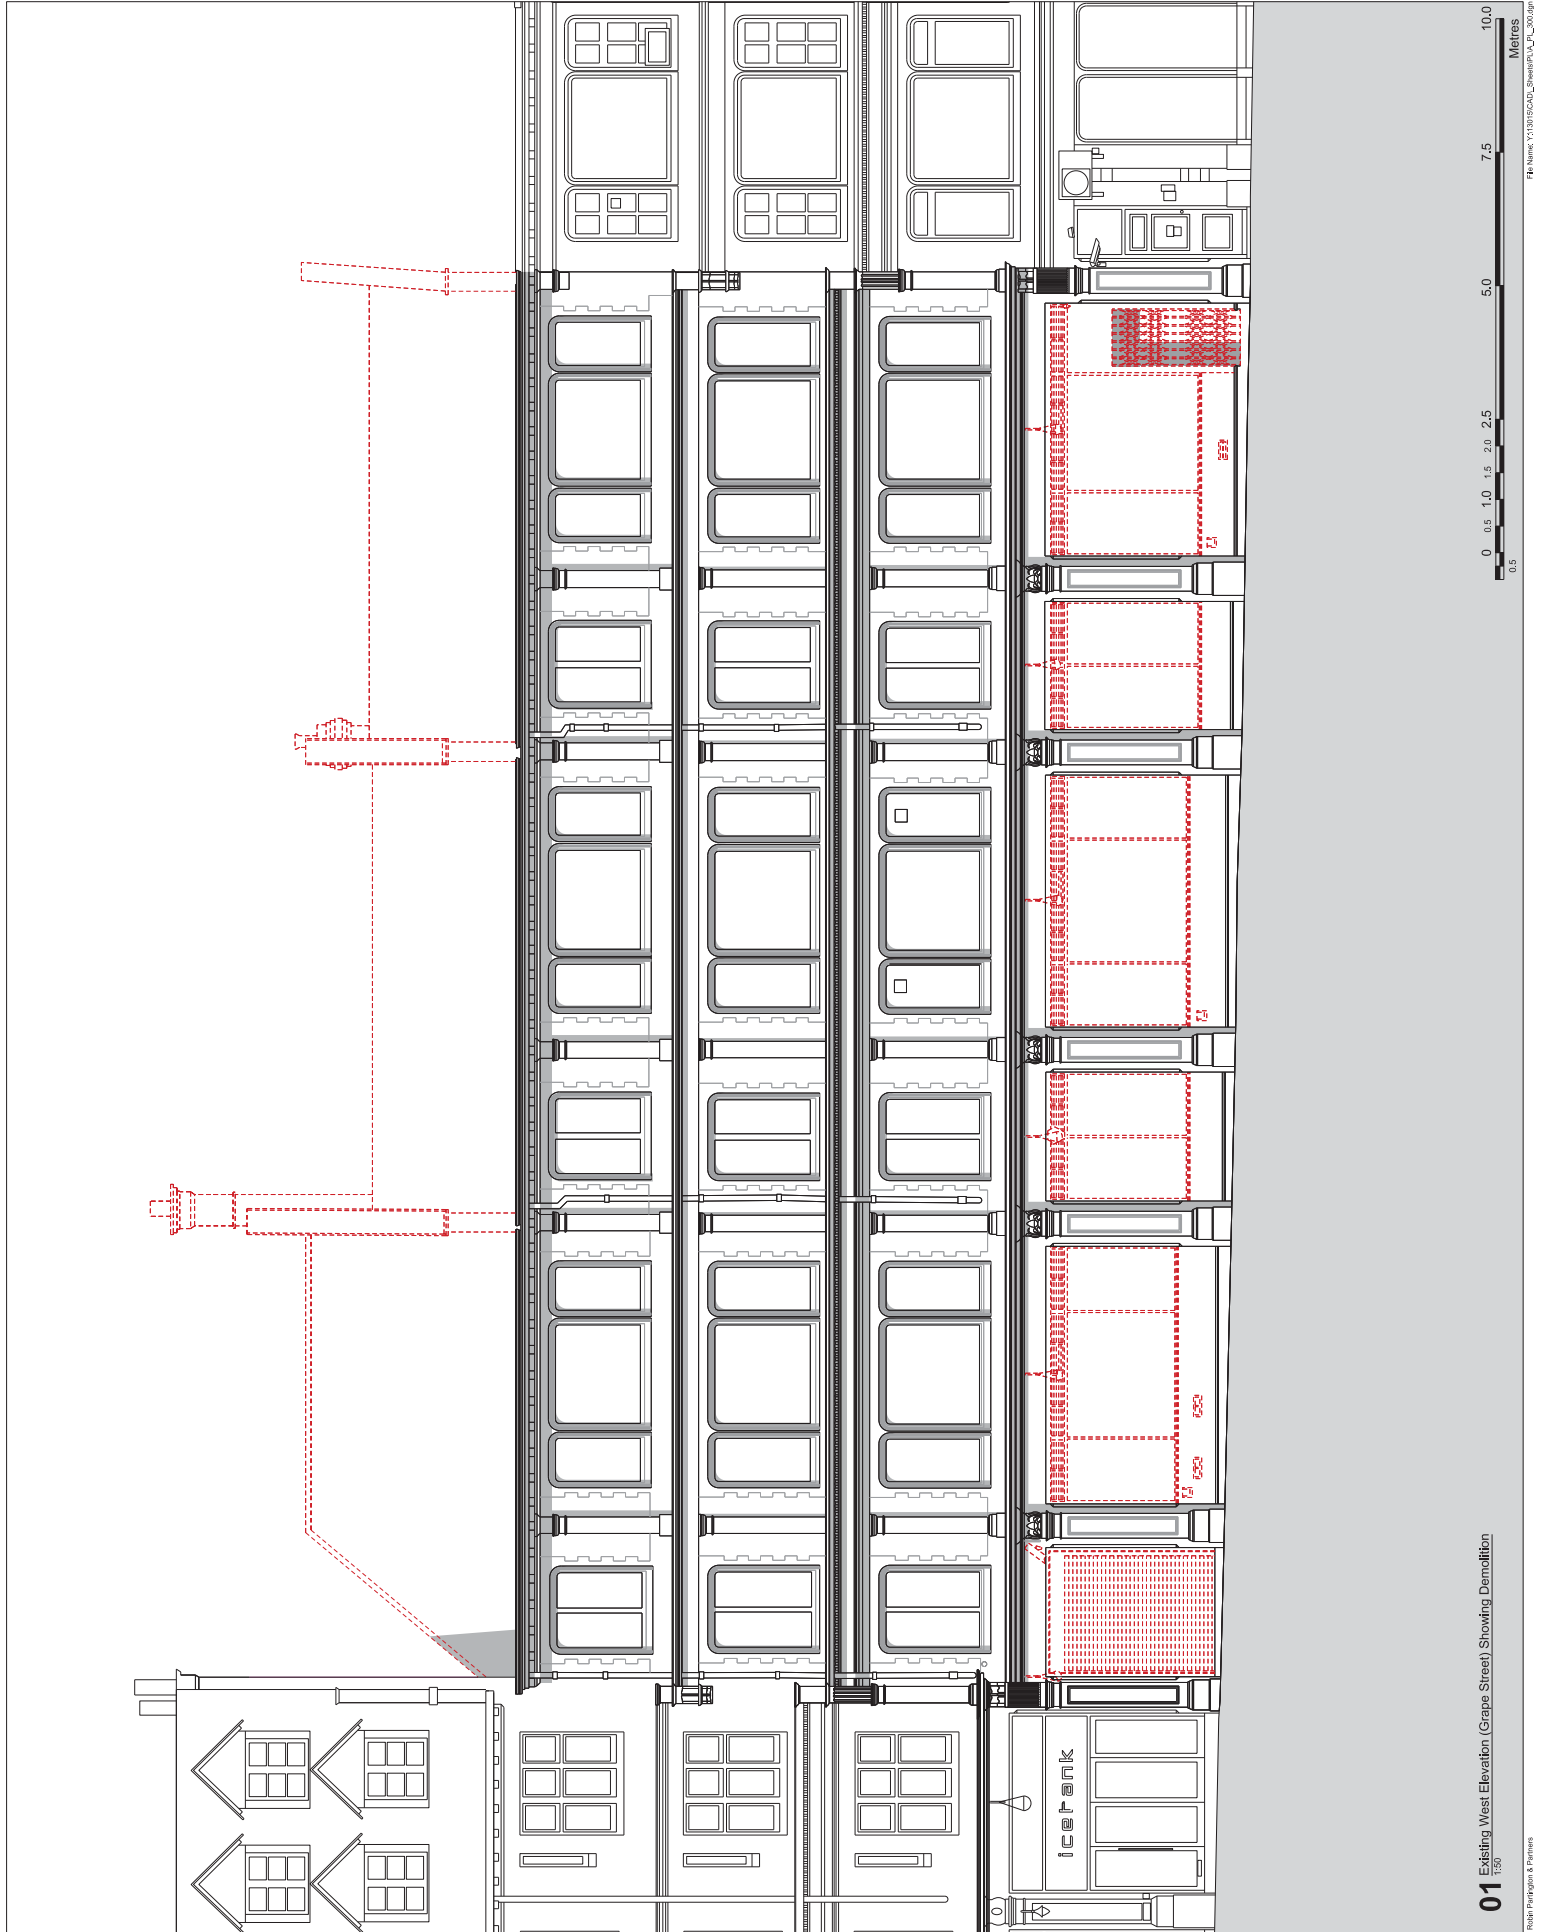 icetank
01 Existing West Elevation (Grape Street) Showing Demolition
1:50
0.5 0 0.5 1.0 1.5 2.0 2.5 5.0 7.5 10.0
Metres
Robin Partington & Partners
File Name: Y:\13015\CAD\_Sheets\PL\A_PL_300.dgn